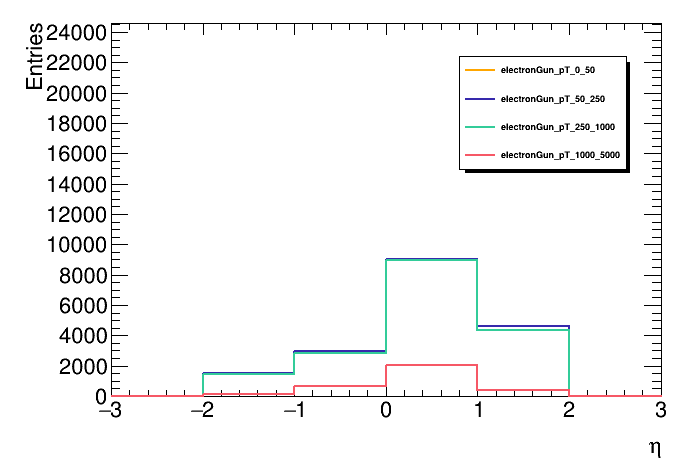 Entries
24000
22000
20000
18000
16000
14000
12000
10000
8000
6000
4000
2000
0
electronGun_pT_0_50
electronGun_pT_50_250
electronGun_pT_250_1000
electronGun_pT_1000_5000
−3 −2 −1 0 1 2 3
η